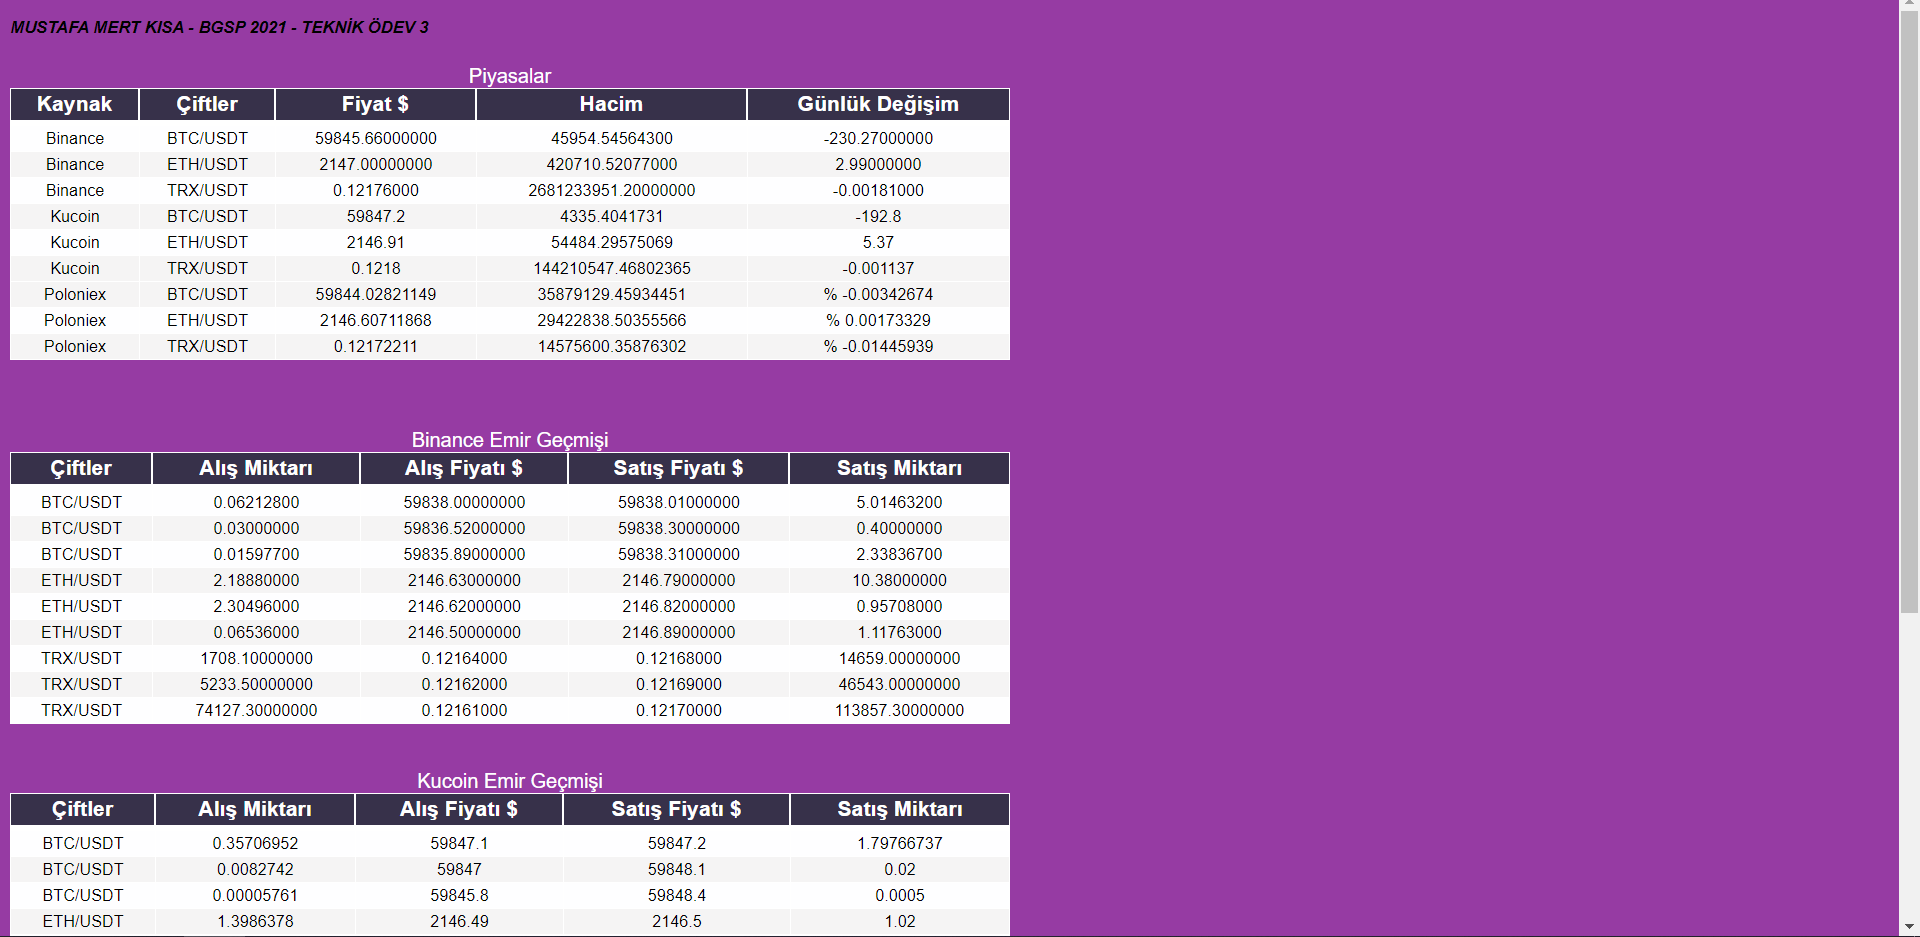 MUSTAFA MERT KISA - BGSP 2021 - TEKNİK ÖDEV 3
Piyasalar
Kaynak Çiftler Fiyat $ Hacim Günlük Değişim
Binance BTC/USDT 59845.66000000 45954.54564300 -230.27000000
Binance ETH/USDT 2147.00000000 420710.52077000 2.99000000
Binance TRX/USDT 0.12176000 2681233951.20000000 -0.00181000
Kucoin BTC/USDT 59847.2 4335.4041731 -192.8
Kucoin ETH/USDT 2146.91 54484.29575069 5.37
Kucoin TRX/USDT 0.1218 144210547.46802365 -0.001137
Poloniex BTC/USDT 59844.02821149 35879129.45934451 % -0.00342674
Poloniex ETH/USDT 2146.60711868 29422838.50355566 % 0.00173329
Poloniex TRX/USDT 0.12172211 14575600.35876302 % -0.01445939
Binance Emir Geçmişi
Çiftler Alış Miktarı Alış Fiyatı $ Satış Fiyatı $ Satış Miktarı
BTC/USDT 0.06212800 59838.00000000 59838.01000000 5.01463200
BTC/USDT 0.03000000 59836.52000000 59838.30000000 0.40000000
BTC/USDT 0.01597700 59835.89000000 59838.31000000 2.33836700
ETH/USDT 2.18880000 2146.63000000 2146.79000000 10.38000000
ETH/USDT 2.30496000 2146.62000000 2146.82000000 0.95708000
ETH/USDT 0.06536000 2146.50000000 2146.89000000 1.11763000
TRX/USDT 1708.10000000 0.12164000 0.12168000 14659.00000000
TRX/USDT 5233.50000000 0.12162000 0.12169000 46543.00000000
TRX/USDT 74127.30000000 0.12161000 0.12170000 113857.30000000
Kucoin Emir Geçmişi
Çiftler Alış Miktarı Alış Fiyatı $ Satış Fiyatı $ Satış Miktarı
BTC/USDT 0.35706952 59847.1 59847.2 1.79766737
BTC/USDT 0.0082742 59847 59848.1 0.02
BTC/USDT 0.00005761 59845.8 59848.4 0.0005
ETH/USDT 1.3986378 2146.49 2146.5 1.02